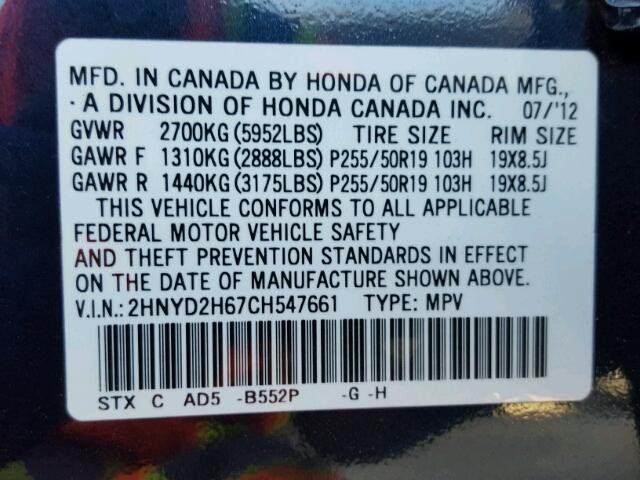 MFD. IN CANADA BY HONDA OF CANADA MFG.,
· A DIVISION OF HONDA CANADA INC. 07/'12
GVWR 2700KG (5952LBS) TIRE SIZE RIM SIZE
GAWR F 1310KG (2888LBS) P255/50R19 103H 19X8.5J
GAWR R 1440KG (3175LBS) P255/50R19 103H 19X8.5J
THIS VEHICLE CONFORMS TO ALL APPLICABLE
FEDERAL MOTOR VEHICLE SAFETY
AND THEFT PREVENTION STANDARDS IN EFFECT
ON THE DATE OF MANUFACTURE SHOWN ABOVE.
V.I.N.: 2HNYD2H67CH547661 TYPE: MPV
STX C AD5 -B552P -G -H